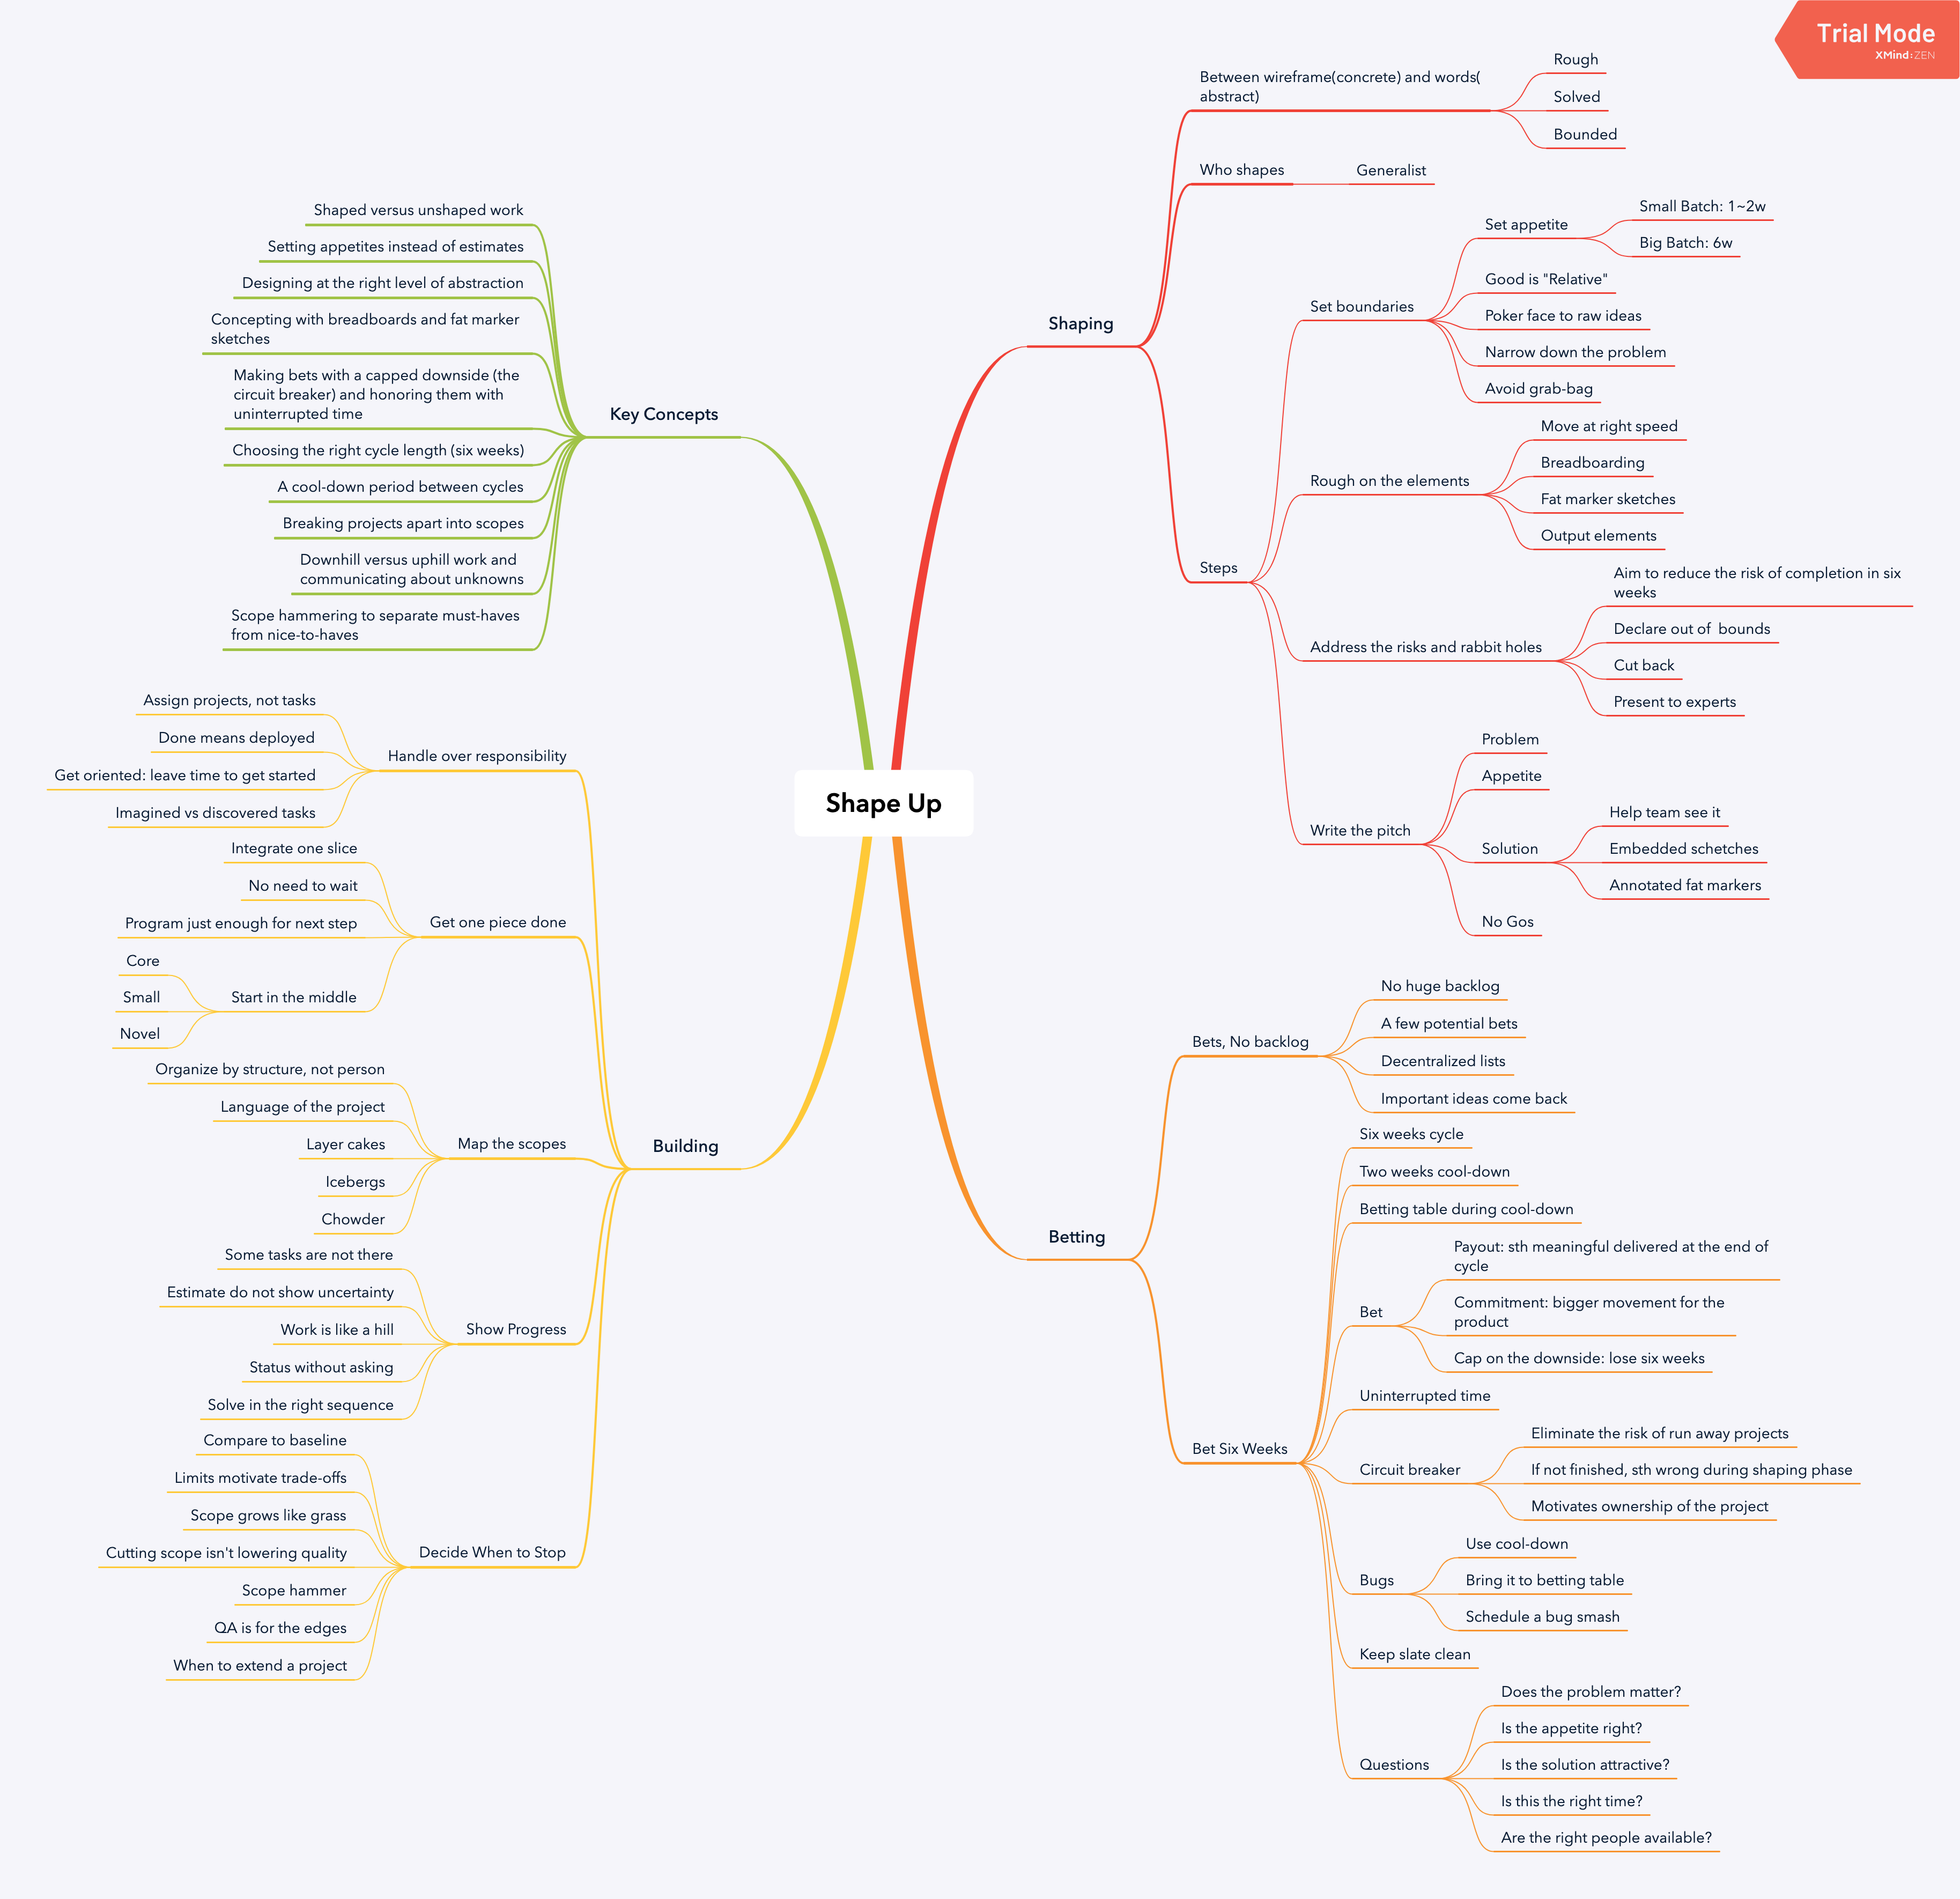 Trial Mode
XMind:ZEN
Shape Up
Shaping
Between wireframe(concrete) and words(
abstract)
Rough
Solved
Bounded
Who shapes
Generalist
Steps
Set boundaries
Set appetite
Small Batch: 1~2w
Big Batch: 6w
Good is "Relative"
Poker face to raw ideas
Narrow down the problem
Avoid grab-bag
Rough on the elements
Move at right speed
Breadboarding
Fat marker sketches
Output elements
Address the risks and rabbit holes
Aim to reduce the risk of completion in six
weeks
Declare out of  bounds
Cut back
Present to experts
Write the pitch
Problem
Appetite
Solution
Help team see it
Embedded schetches
Annotated fat markers
No Gos
Betting
Bets, No backlog
No huge backlog
A few potential bets
Decentralized lists
Important ideas come back
Bet Six Weeks
Six weeks cycle
Two weeks cool-down
Betting table during cool-down
Bet
Payout: sth meaningful delivered at the end of
cycle
Commitment: bigger movement for the
product
Cap on the downside: lose six weeks
Uninterrupted time
Circuit breaker
Eliminate the risk of run away projects
If not finished, sth wrong during shaping phase
Motivates ownership of the project
Bugs
Use cool-down
Bring it to betting table
Schedule a bug smash
Keep slate clean
Questions
Does the problem matter?
Is the appetite right?
Is the solution attractive?
Is this the right time?
Are the right people available?
Key Concepts
Shaped versus unshaped work
Setting appetites instead of estimates
Designing at the right level of abstraction
Concepting with breadboards and fat marker
sketches
Making bets with a capped downside (the
circuit breaker) and honoring them with
uninterrupted time
Choosing the right cycle length (six weeks)
A cool-down period between cycles
Breaking projects apart into scopes
Downhill versus uphill work and
communicating about unknowns
Scope hammering to separate must-haves
from nice-to-haves
Building
Handle over responsibility
Assign projects, not tasks
Done means deployed
Get oriented: leave time to get started
Imagined vs discovered tasks
Get one piece done
Integrate one slice
No need to wait
Program just enough for next step
Start in the middle
Core
Small
Novel
Map the scopes
Organize by structure, not person
Language of the project
Layer cakes
Icebergs
Chowder
Show Progress
Some tasks are not there
Estimate do not show uncertainty
Work is like a hill
Status without asking
Solve in the right sequence
Decide When to Stop
Compare to baseline
Limits motivate trade-offs
Scope grows like grass
Cutting scope isn't lowering quality
Scope hammer
QA is for the edges
When to extend a project